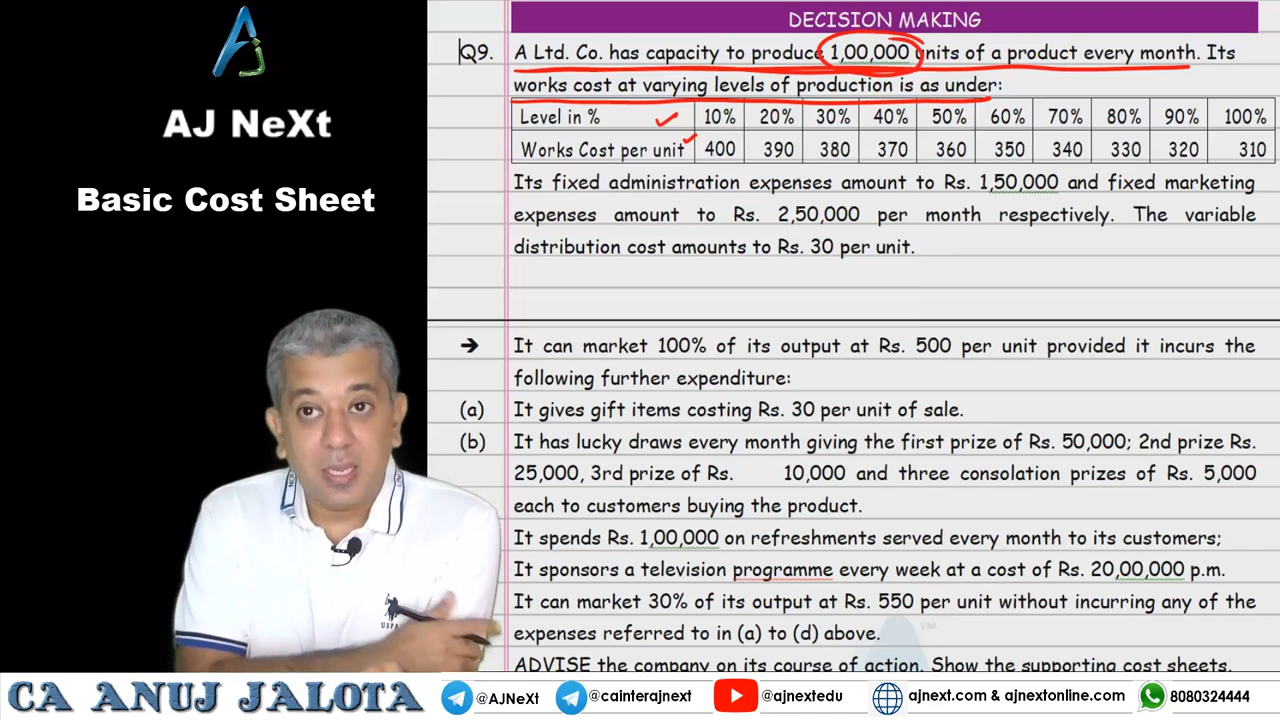 DECISION MAKING
Aj
AJ NeXt
Basic Cost Sheet
Q9. A Ltd. Co. has capacity to produce 1,00,000 units of a product every month. Its
works cost at varying levels of production is as under:
Level in % 10% 20% 30% 40% 50% 60% 70% 80% 90% 100%
Works Cost per unit 400 390 380 370 360 350 340 330 320 310
Its fixed administration expenses amount to Rs. 1,50,000 and fixed marketing
expenses amount to Rs. 2,50,000 per month respectively. The variable
distribution cost amounts to Rs. 30 per unit.
➔ It can market 100% of its output at Rs. 500 per unit provided it incurs the
following further expenditure:
(a) It gives gift items costing Rs. 30 per unit of sale.
(b) It has lucky draws every month giving the first prize of Rs. 50,000; 2nd prize Rs.
25,000, 3rd prize of Rs. 10,000 and three consolation prizes of Rs. 5,000
each to customers buying the product.
It spends Rs. 1,00,000 on refreshments served every month to its customers;
It sponsors a television programme every week at a cost of Rs. 20,00,000 p.m.
It can market 30% of its output at Rs. 550 per unit without incurring any of the
expenses referred to in (a) to (d) above.
ADVISE the company on its course of action. Show the supporting cost sheets.
USPA
CA ANUJ JALOTA
@AJNeXt
@cainterajnext
@ajnextedu
ajnext.com & ajnextonline.com
8080324444